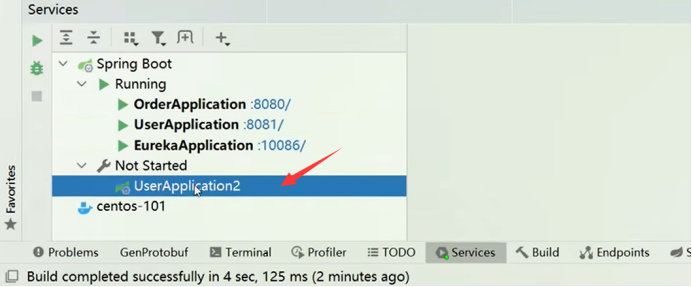 Services
Spring Boot
Running
OrderApplication :8080/
UserApplication :8081/
EurekaApplication :10086/
Not Started
UserApplication2
centos-101
Favorites
Problems GenProtobuf Terminal Profiler TODO Services Build Endpoints S
Build completed successfully in 4 sec, 125 ms (2 minutes ago)